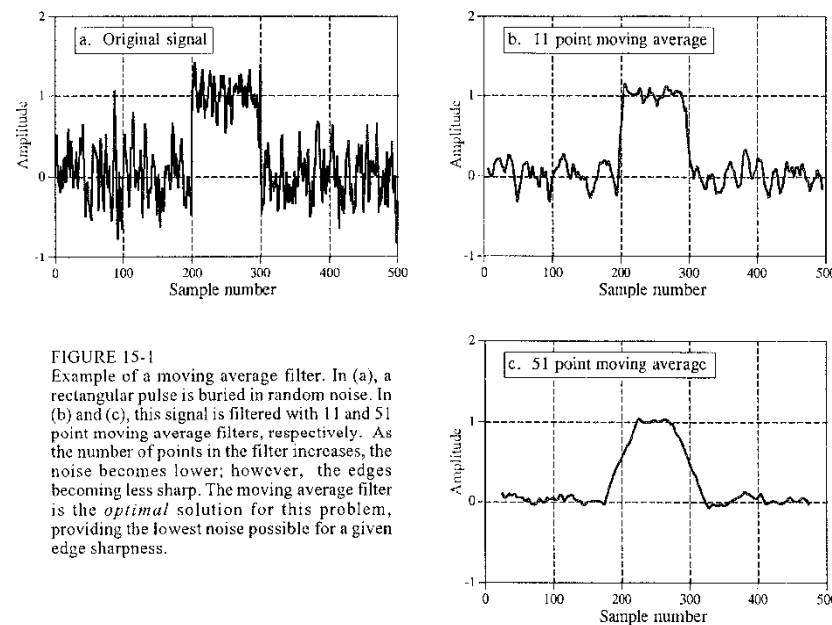 a. Original signal
2
1
0
-1
Amplitude
0 100 200 300 400 500
Sample number
b. 11 point moving average
2
1
0
-1
Amplitude
0 100 200 300 400 500
Sample number
FIGURE 15-1
Example of a moving average filter. In (a), a
rectangular pulse is buried in random noise. In
(b) and (c), this signal is filtered with 11 and 51
point moving average filters, respectively. As
the number of points in the filter increases, the
noise becomes lower; however, the edges
becoming less sharp. The moving average filter
is the optimal solution for this problem,
providing the lowest noise possible for a given
edge sharpness.
c. 51 point moving average
2
1
0
-1
Amplitude
0 100 200 300 400 500
Sample number